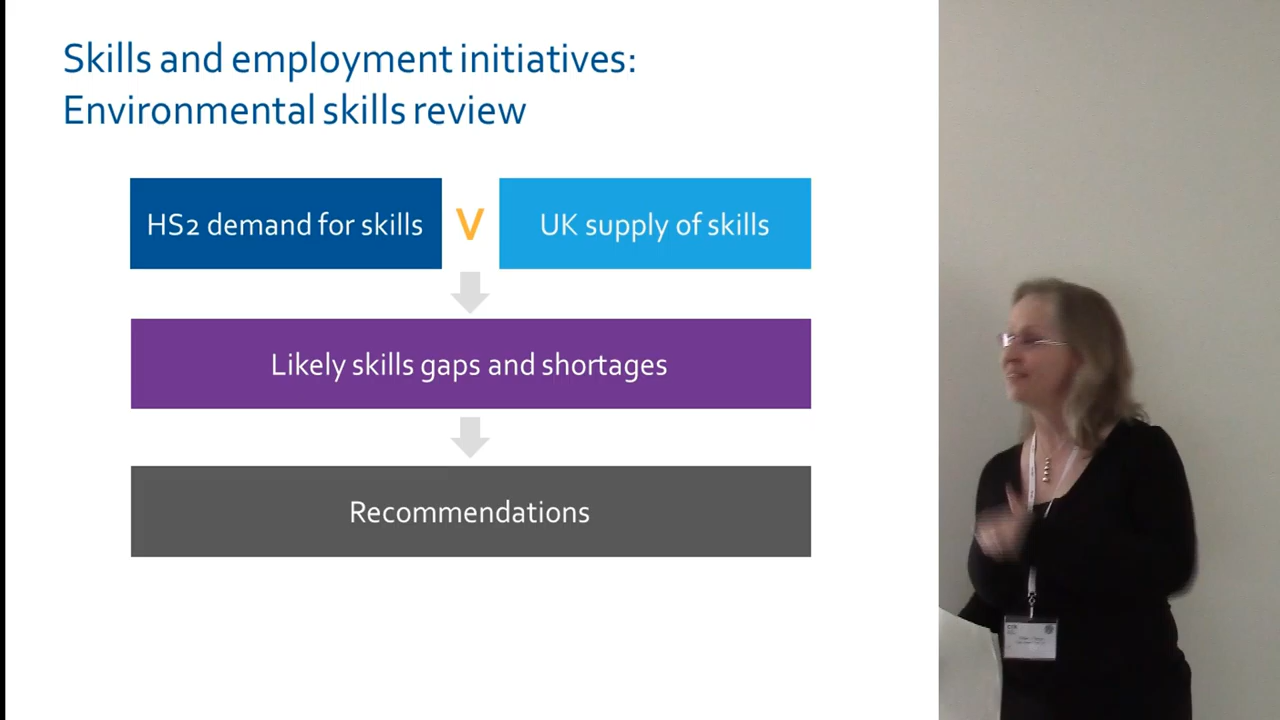 Skills and employment initiatives:
Environmental skills review
HS2 demand for skills
V
UK supply of skills
Likely skills gaps and shortages
Recommendations